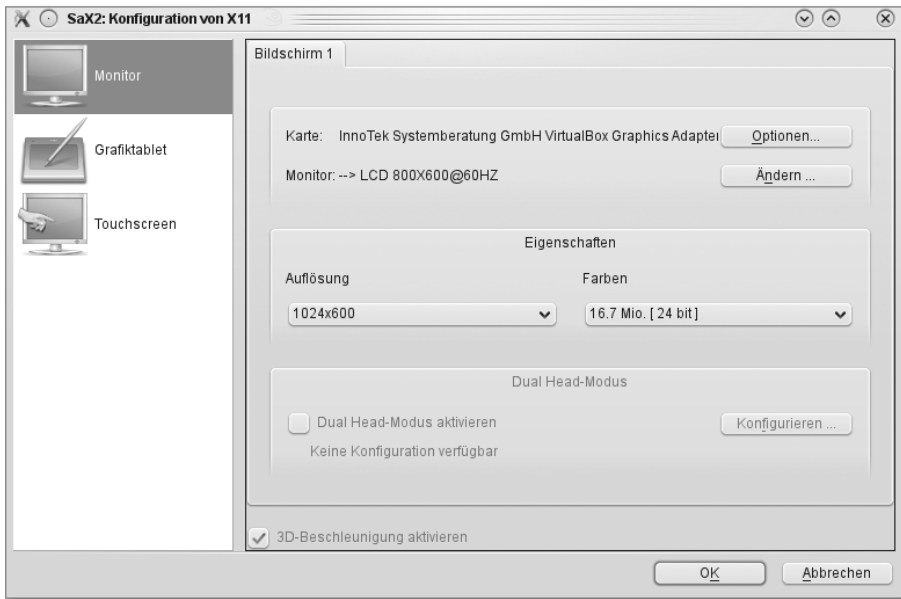 SaX2: Konfiguration von X11
Monitor
Grafiktablet
Touchscreen
Bildschirm 1
Karte: InnoTek Systemberatung GmbH VirtualBox Graphics Adapter
Optionen...
Monitor: --> LCD 800X600@60HZ
Ändern ...
Eigenschaften
Auflösung
Farben
1024x600
16.7 Mio. [ 24 bit ]
Dual Head-Modus
Dual Head-Modus aktivieren
Konfigurieren ...
Keine Konfiguration verfügbar
3D-Beschleunigung aktivieren
OK
Abbrechen